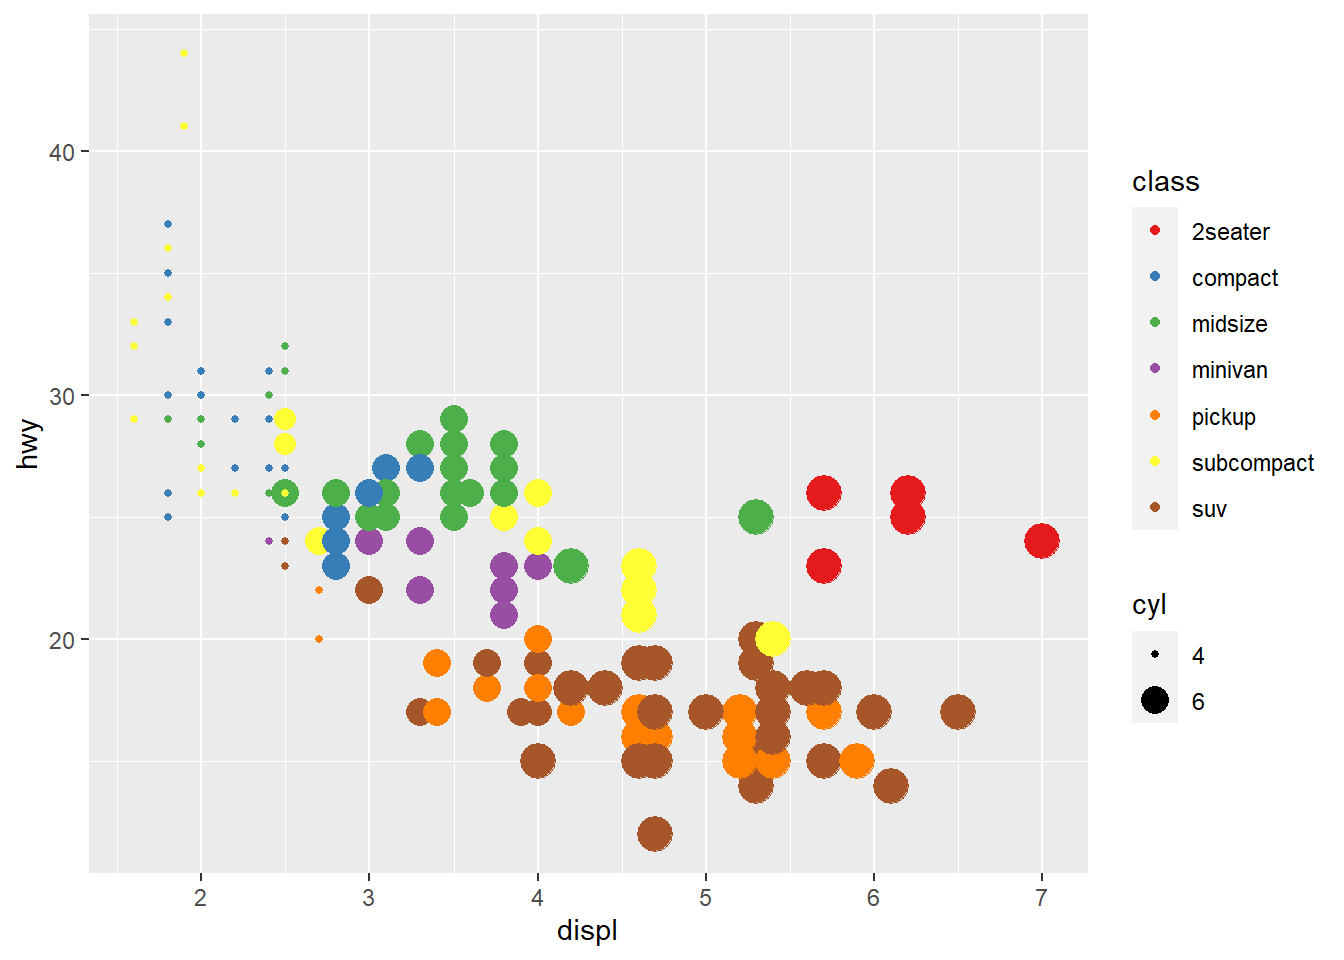 40
30
20
hwy
2 3 4 5 6 7
displ
class
2seater
compact
midsize
minivan
pickup
subcompact
suv
cyl
4
6